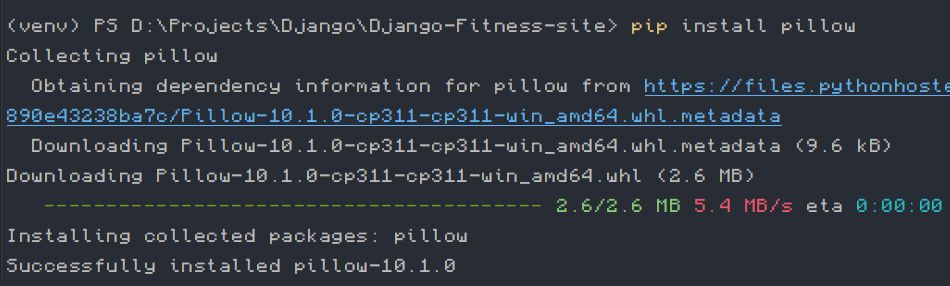 (venv) PS D:\Projects\Django\Django-Fitness-site> pip install pillow
Collecting pillow
Obtaining dependency information for pillow from https://files.pythonhoste
890e43238ba7c/Pillow-10.1.0-cp311-cp311-win_amd64.whl.metadata
Downloading Pillow-10.1.0-cp311-cp311-win_amd64.whl.metadata (9.6 kB)
Downloading Pillow-10.1.0-cp311-cp311-win_amd64.whl (2.6 MB)
---------------------------------------- 2.6/2.6 MB 5.4 MB/s eta 0:00:00
Installing collected packages: pillow
Successfully installed pillow-10.1.0